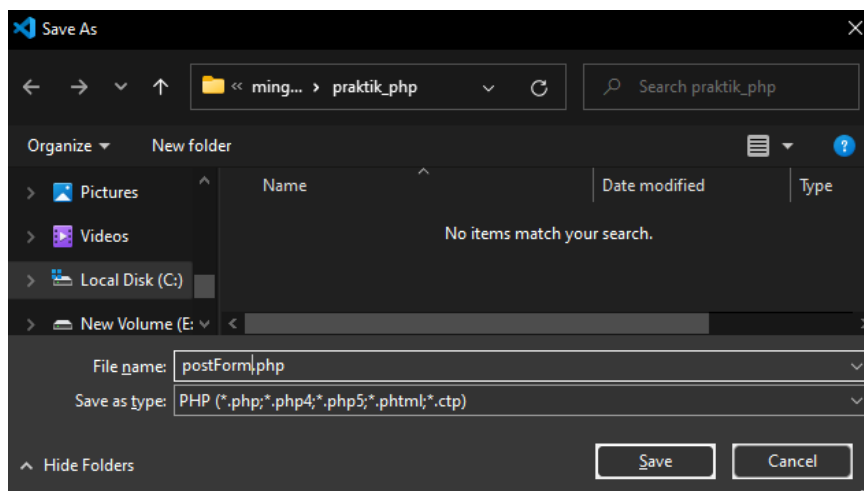 Save As
« ming... › praktik_php
Search praktik_php
Organize
New folder
Name
Date modified
Type
Pictures
Videos
Local Disk (C:)
New Volume (E:
No items match your search.
File name: postForm.php
Save as type: PHP (*.php;*.php4;*.php5;*.phtml;*.ctp)
Hide Folders
Save
Cancel